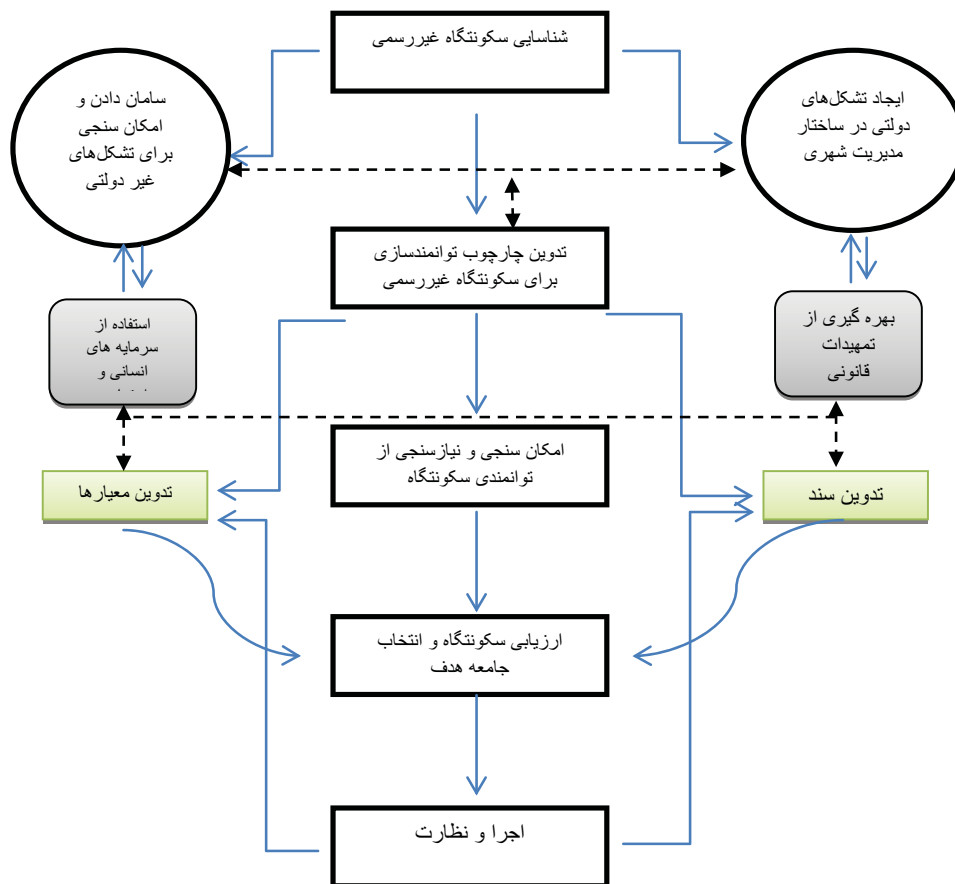 شناسایی سکونتگاه غیررسمی
ایجاد تشکل‌های
دولتی در ساختار
مدیریت شهری
سامان دادن و
امکان سنجی
برای تشکل‌های
غیر دولتی
تدوین چارچوب توانمندسازی
برای سکونتگاه غیررسمی
بهره گیری از
تمهیدات
قانونی
استفاده از
سرمایه های
انسانی و
امکان سنجی و نیازسنجی از
توانمندی سکونتگاه
تدوین سند
تدوین معیارها
ارزیابی سکونتگاه و انتخاب
جامعه هدف
اجرا و نظارت